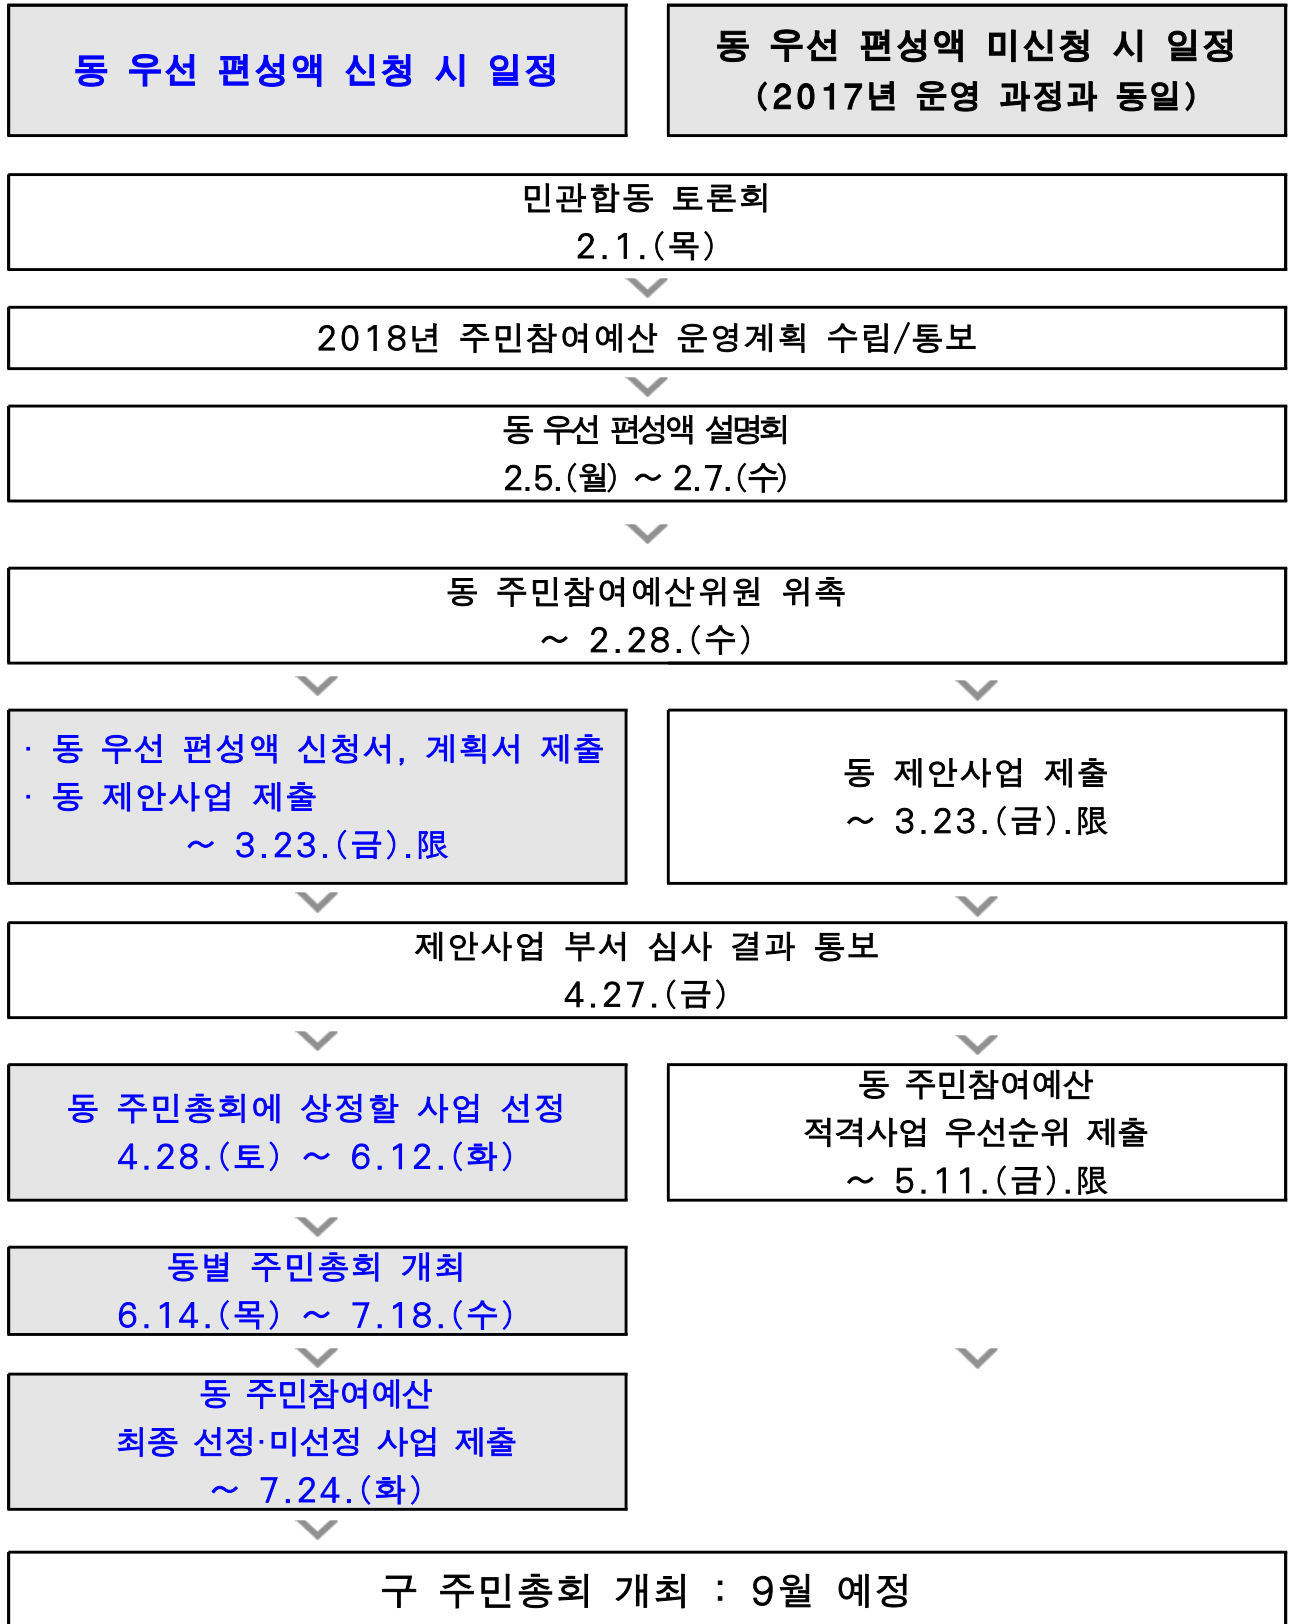 동 우선 편성액 신청 시 일정
동 우선 편성액 미신청 시 일정
(2017년 운영 과정과 동일)
민관합동 토론회
2.1.(목)
2018년 주민참여예산 운영계획 수립/통보
동 우선 편성액 설명회
2.5.(월) ~ 2.7.(수)
동 주민참여예산위원 위촉
~ 2.28.(수)
· 동 우선 편성액 신청서, 계획서 제출
· 동 제안사업 제출
~ 3.23.(금).限
동 제안사업 제출
~ 3.23.(금).限
제안사업 부서 심사 결과 통보
4.27.(금)
동 주민총회에 상정할 사업 선정
4.28.(토) ~ 6.12.(화)
동 주민참여예산
적격사업 우선순위 제출
~ 5.11.(금).限
동별 주민총회 개최
6.14.(목) ~ 7.18.(수)
동 주민참여예산
최종 선정·미선정 사업 제출
~ 7.24.(화)
구 주민총회 개최 : 9월 예정